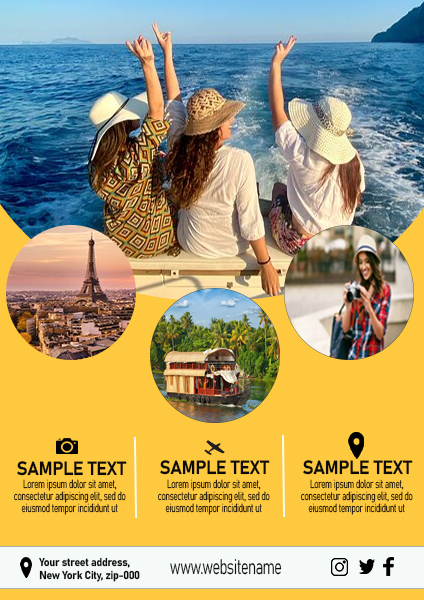 SAMPLE TEXT
Lorem ipsum dolor sit amet,
consectetur adipiscing elit, sed do
eiusmod tempor incididunt ut
SAMPLE TEXT
Lorem ipsum dolor sit amet,
consectetur adipiscing elit, sed do
eiusmod tempor incididunt ut
SAMPLE TEXT
Lorem ipsum dolor sit amet,
consectetur adipiscing elit, sed do
eiusmod tempor incididunt ut
Your street address,
New York City, zip-000
www.websitename